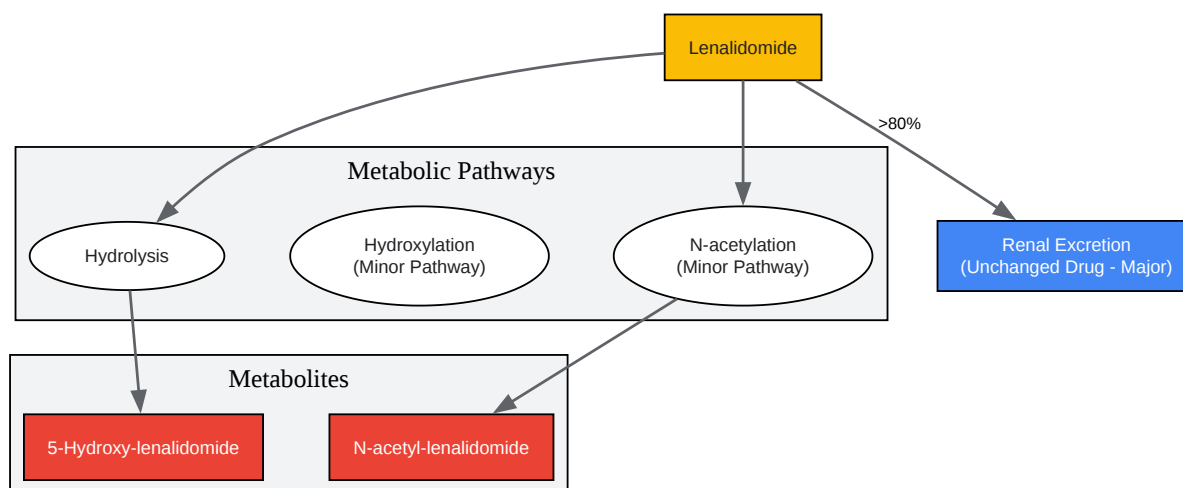 Lenalidomide
>80%
Metabolic Pathways
Hydrolysis
Hydroxylation
(Minor Pathway)
N-acetylation
(Minor Pathway)
Renal Excretion
(Unchanged Drug - Major)
Metabolites
5-Hydroxy-lenalidomide
N-acetyl-lenalidomide